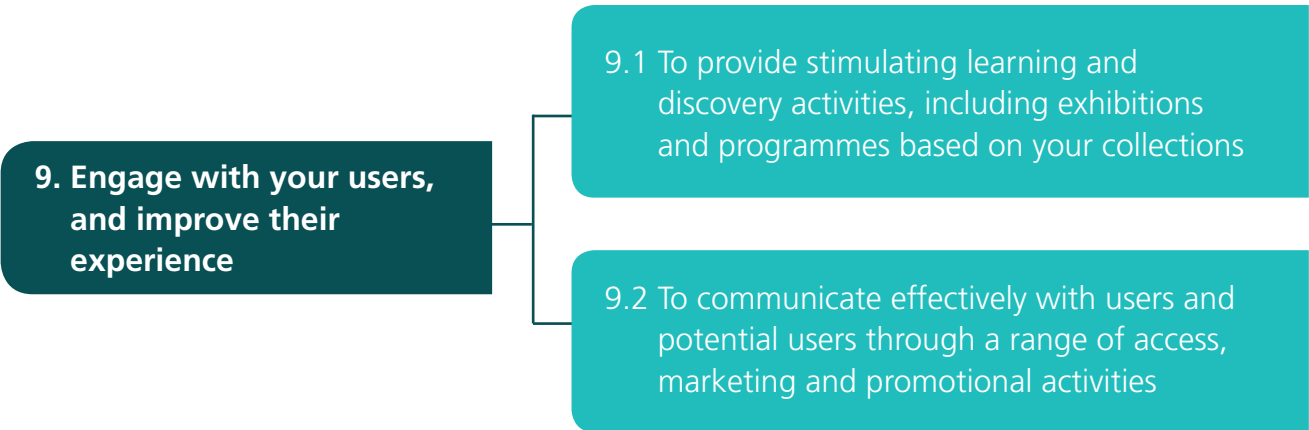 9. Engage with your users,
and improve their
experience
9.1 To provide stimulating learning and
discovery activities, including exhibitions
and programmes based on your collections
9.2 To communicate effectively with users and
potential users through a range of access,
marketing and promotional activities